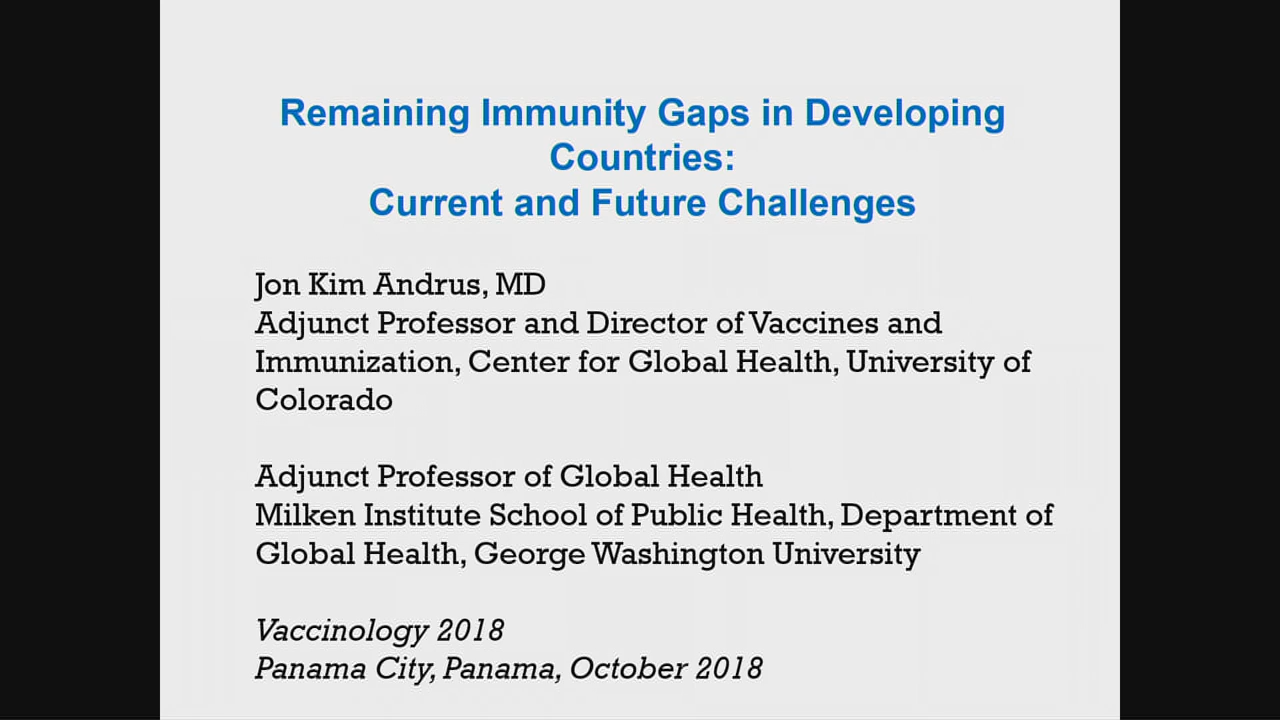 Remaining Immunity Gaps in Developing
Countries:
Current and Future Challenges
Jon Kim Andrus, MD
Adjunct Professor and Director of Vaccines and
Immunization, Center for Global Health, University of
Colorado
Adjunct Professor of Global Health
Milken Institute School of Public Health, Department of
Global Health, George Washington University
Vaccinology 2018
Panama City, Panama, October 2018